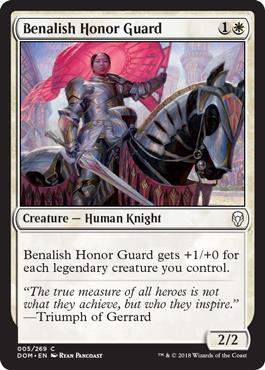 Benalish Honor Guard 1
Creature — Human Knight
Benalish Honor Guard gets +1/+0 for
each legendary creature you control.
“The true measure of all heroes is not
what they achieve, but who they inspire.”
—Triumph of Gerrard
2/2
005/269 C
DOM • EN Ryan Pancoast
™ & © 2018 Wizards of the Coast